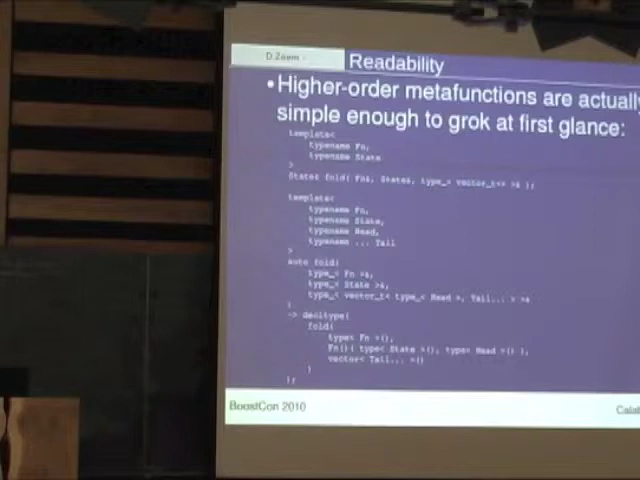 D.Zeem -
Readability
• Higher-order metafunctions are actually
simple enough to grok at first glance:
template<
typename Fn,
typename State
>
State& fold( Fn&, State&, type_< vector_t<> >& );
template<
typename Fn,
typename State,
typename Head,
typename ... Tail
>
auto fold(
type_< Fn >&,
type_< State >&,
type_< vector_t< type_< Head >, Tail... > >&
)
-> decltype(
fold(
type< Fn >(),
Fn()( type< State >(), type< Head >() ),
vector< Tail... >()
)
);
BoostCon 2010